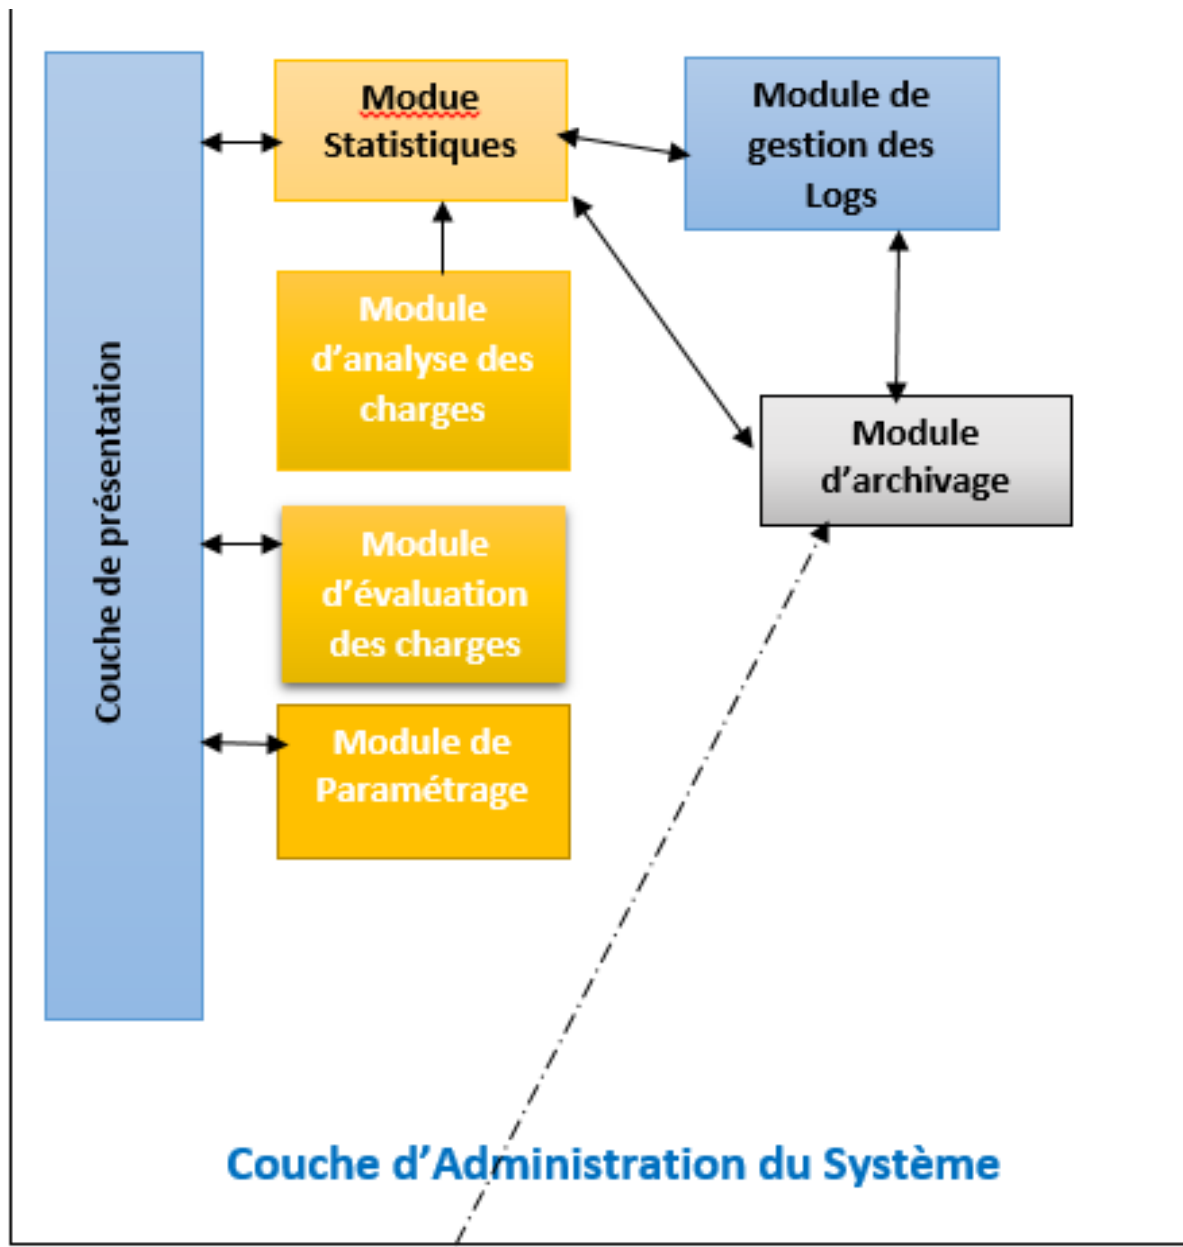 Couche de présentation
Modue
Statistiques
Module de
gestion des
Logs
Module
d’analyse des
charges
Module
d’archivage
Module
d’évaluation
des charges
Module de
Paramétrage
Couche d’Administration du Système